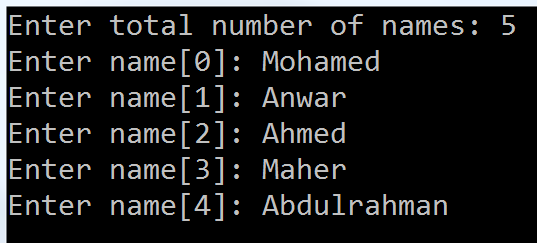 Enter total number of names: 5
Enter name[0]: Mohamed
Enter name[1]: Anwar
Enter name[2]: Ahmed
Enter name[3]: Maher
Enter name[4]: Abdulrahman